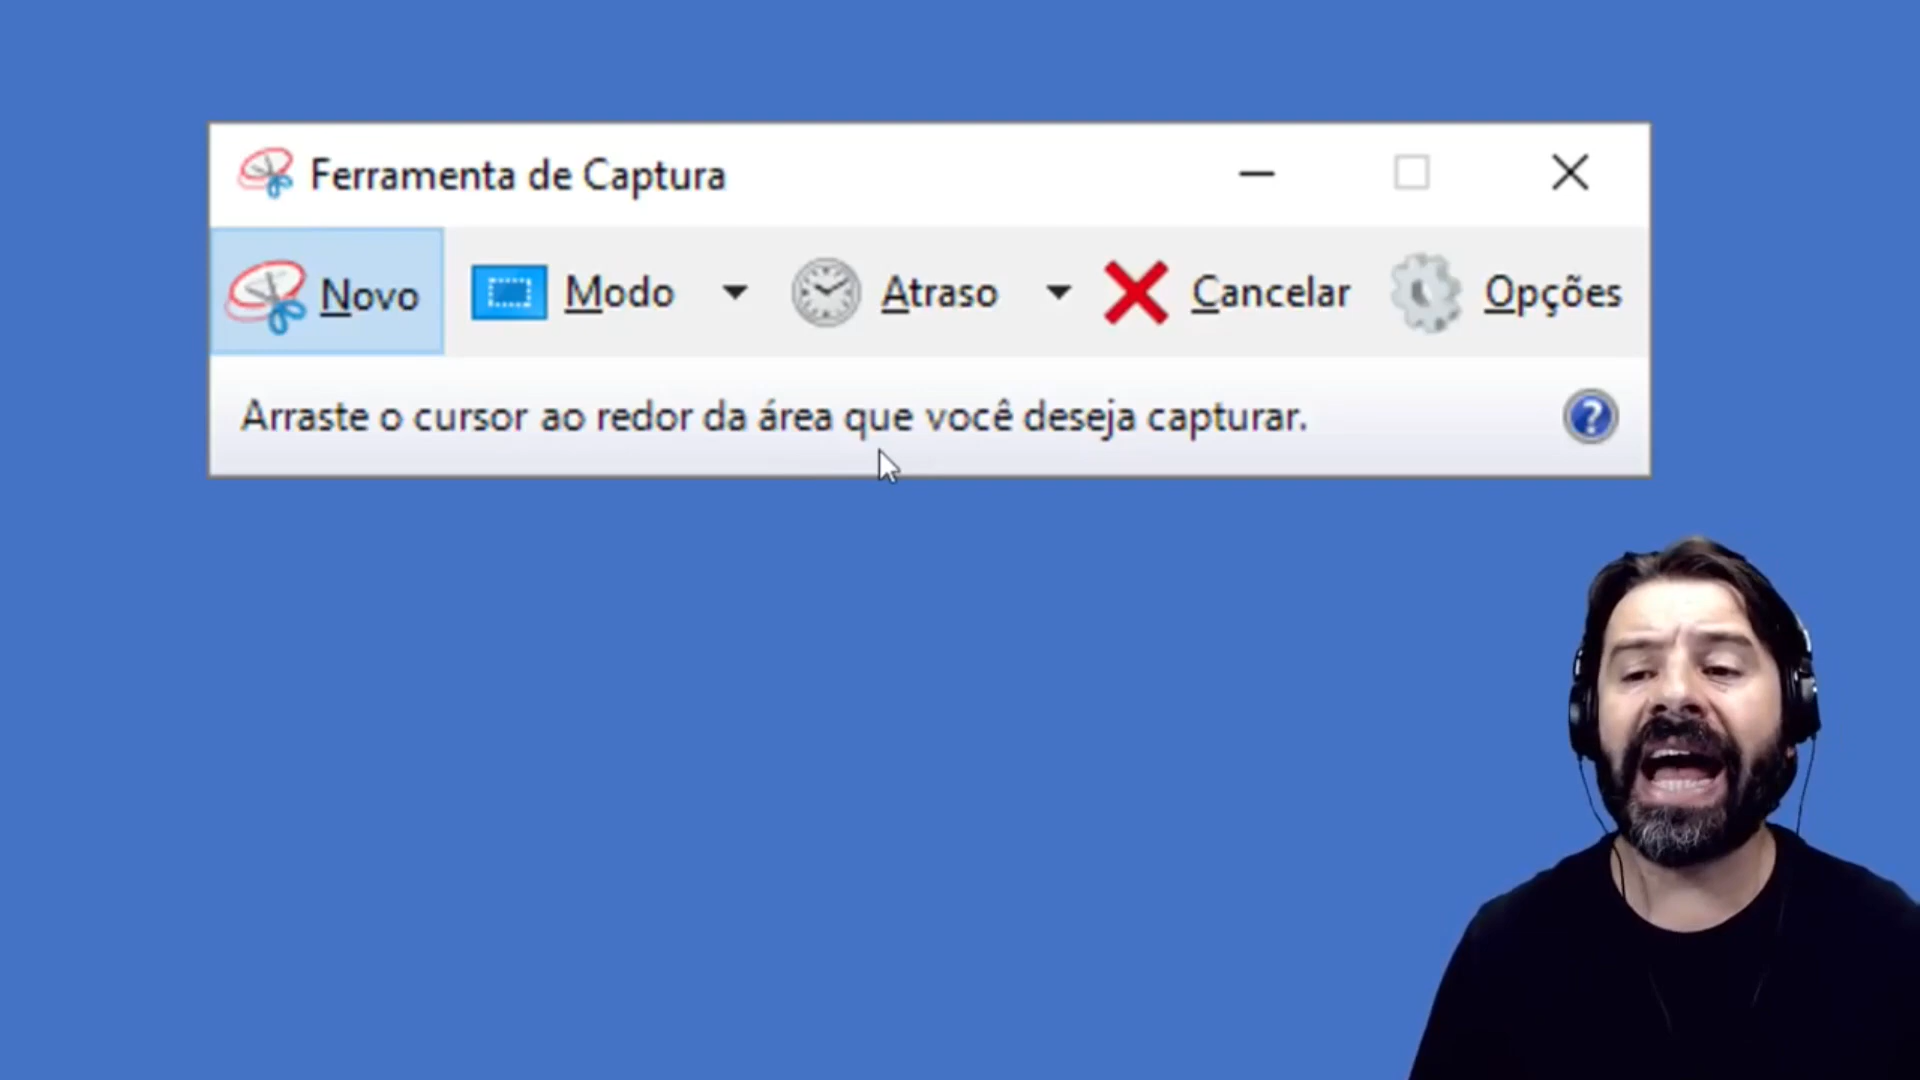 Ferramenta de Captura
Novo Modo Atraso Cancelar Opções
Arraste o cursor ao redor da área que você deseja capturar.